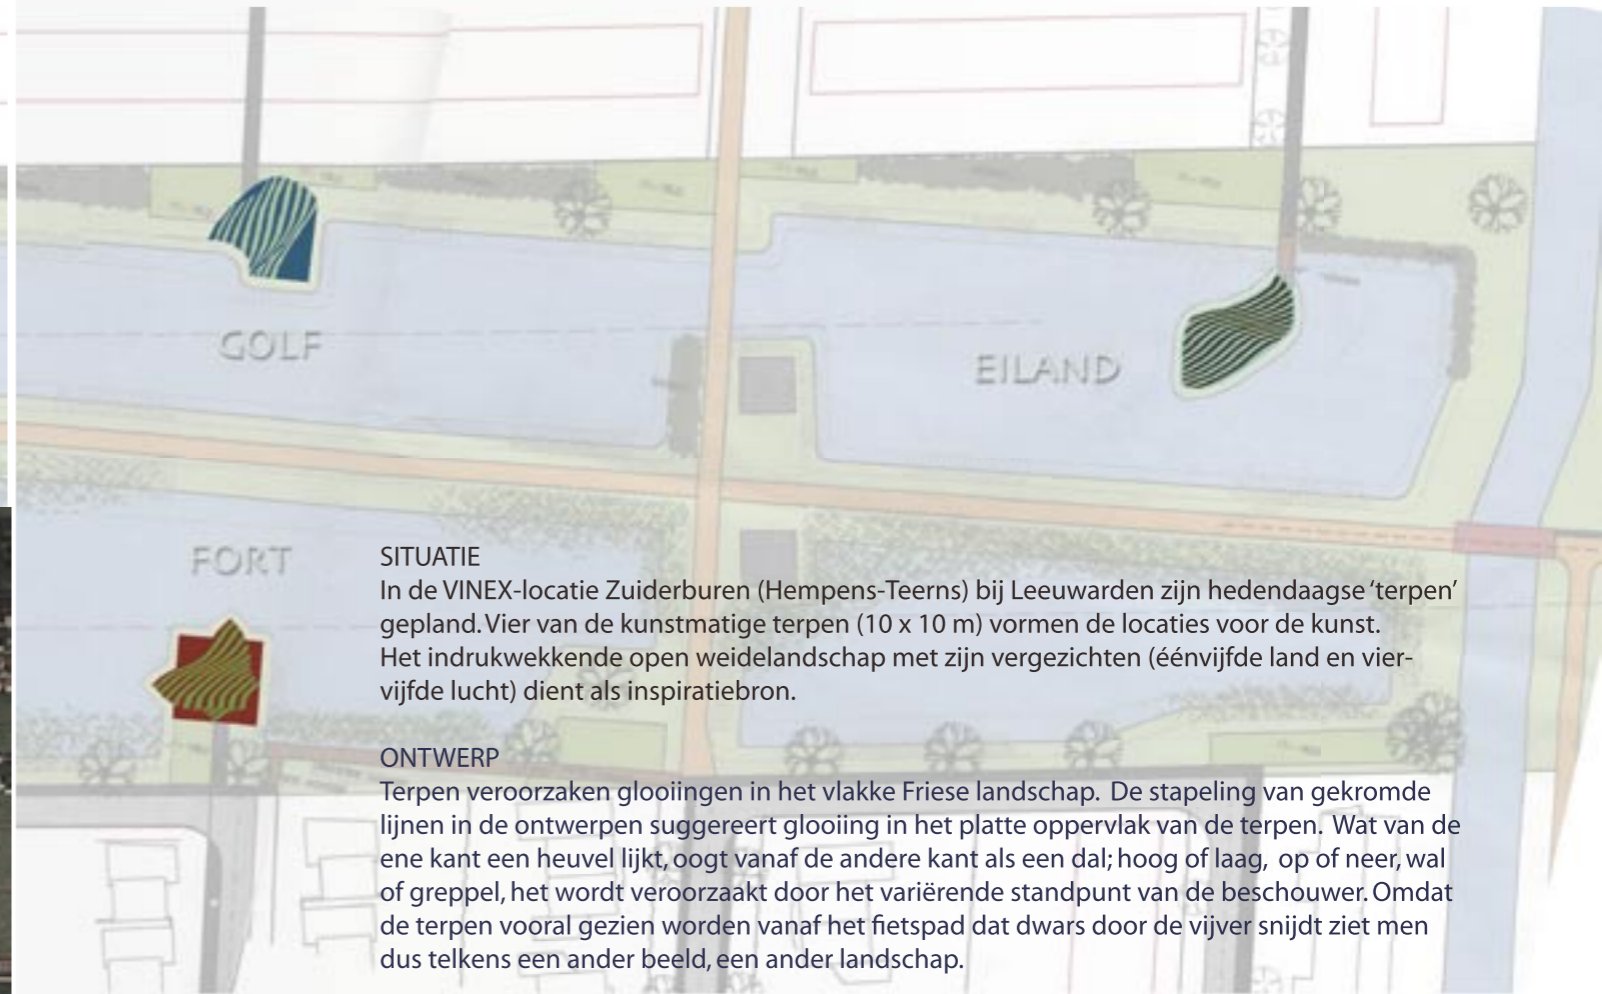 GOLF
EILAND
FORT
SITUATIE
In de VINEX-locatie Zuiderburen (Hempens-Teerns) bij Leeuwarden zijn hedendaagse ‘terpen’
gepland. Vier van de kunstmatige terpen (10 x 10 m) vormen de locaties voor de kunst.
Het indrukwekkende open weidelandschap met zijn vergezichten (éénvijfde land en vier-
vijfde lucht) dient als inspiratiebron.
ONTWERP
Terpen veroorzaken glooiingen in het vlakke Friese landschap. De stapeling van gekromde
lijnen in de ontwerpen suggereert glooiing in het platte oppervlak van de terpen. Wat van de
ene kant een heuvel lijkt, oogt vanaf de andere kant als een dal; hoog of laag, op of neer, wal
of greppel, het wordt veroorzaakt door het variërende standpunt van de beschouwer. Omdat
de terpen vooral gezien worden vanaf het fietspad dat dwars door de vijver snijdt ziet men
dus telkens een ander beeld, een ander landschap.